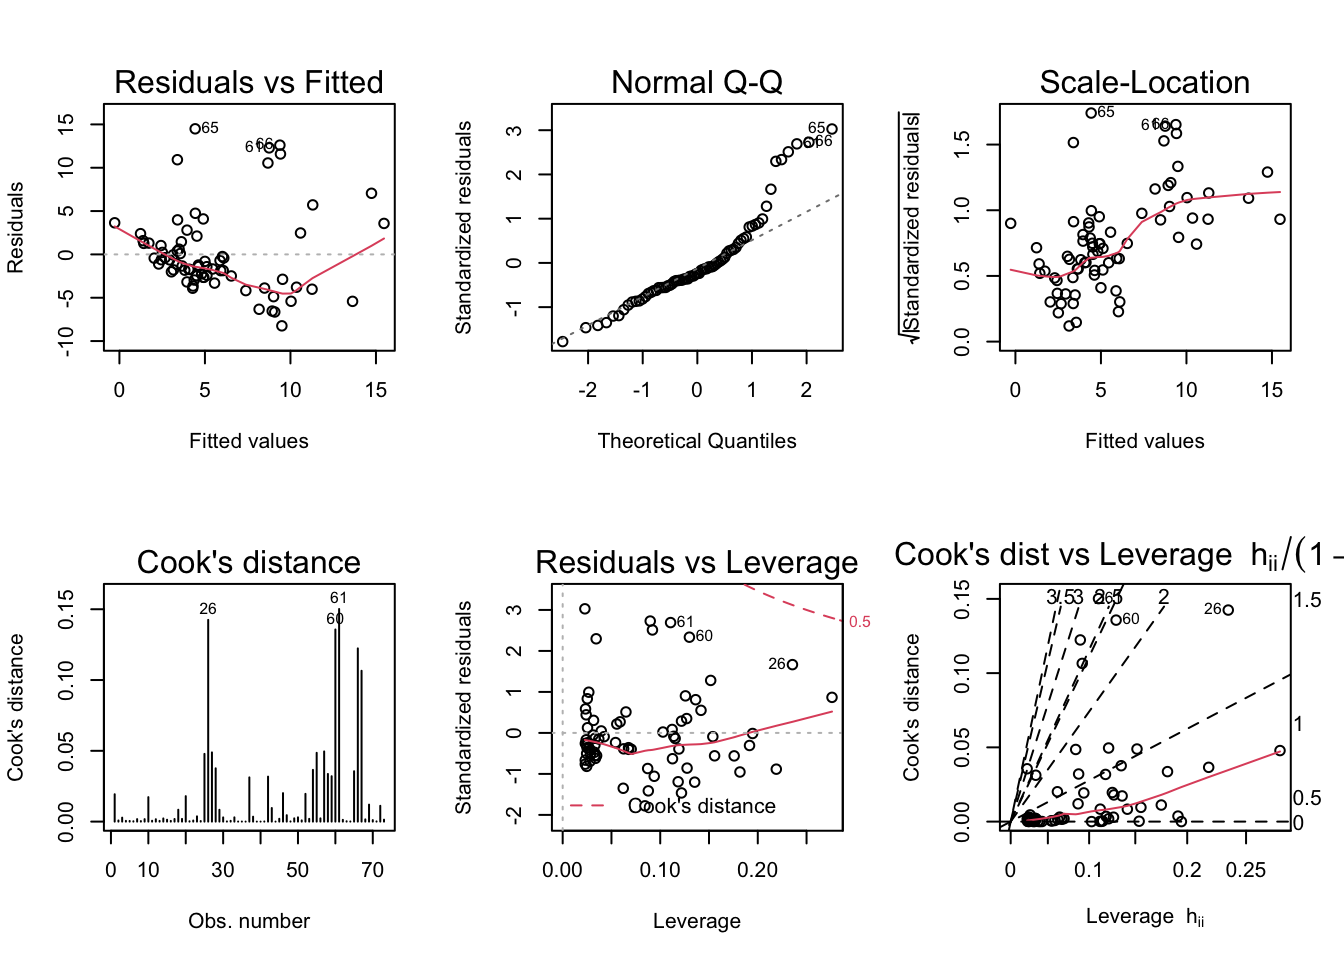 Residuals vs Fitted
Residuals
15
10
5
0
-5
-10
65
66
61
0 5 10 15
Fitted values
Normal Q-Q
Standardized residuals
3
2
1
0
-1
65
66
-2 -1 0 1 2
Theoretical Quantiles
Scale-Location
√|Standardized residuals|
1.5
1.0
0.5
0.0
65
66
61
0 5 10 15
Fitted values
Cook's distance
Cook's distance
0.15
0.10
0.05
0.00
26
61
60
0 10 30 50 70
Obs. number
Residuals vs Leverage
Standardized residuals
3
2
1
0
-1
-2
61
60
26
0.5
Cook's distance
0.00 0.10 0.20
Leverage
Cook's dist vs Leverage hii/(1 −
Cook's distance
0.15
0.10
0.05
0.00
61
60
26
2
1.5
1
0.5
0
0 0.1 0.2 0.25
Leverage hii